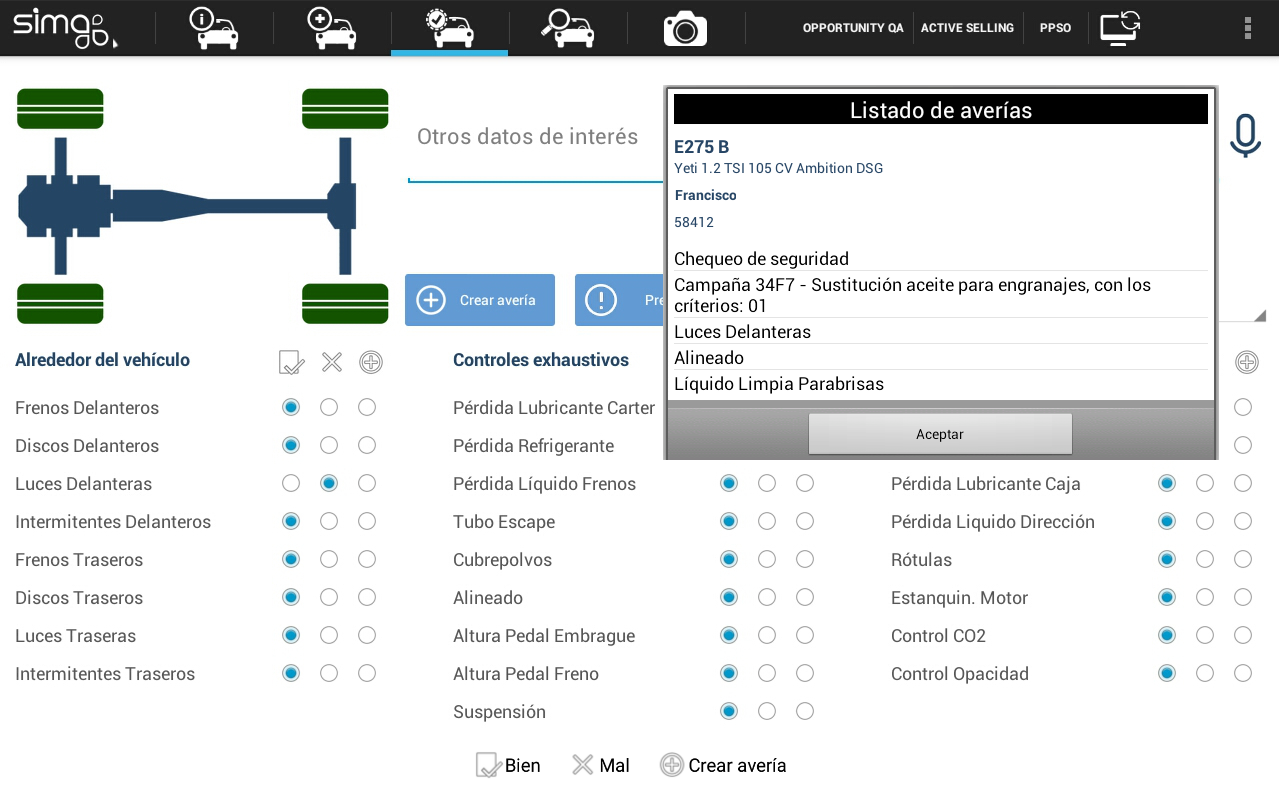 simgo
OPPORTUNITY QA
ACTIVE SELLING
PPSO
Otros datos de interés
Crear avería
Pre
Listado de averías
E275 B
Yeti 1.2 TSI 105 CV Ambition DSG
Francisco
58412
Chequeo de seguridad
Campaña 34F7 - Sustitución aceite para engranajes, con los
críterios: 01
Luces Delanteras
Alineado
Líquido Limpia Parabrisas
Aceptar
Alrededor del vehículo
Frenos Delanteros
Discos Delanteros
Luces Delanteras
Intermitentes Delanteros
Frenos Traseros
Discos Traseros
Luces Traseras
Intermitentes Traseros
Controles exhaustivos
Pérdida Lubricante Carter
Pérdida Refrigerante
Pérdida Líquido Frenos
Tubo Escape
Cubrepolvos
Alineado
Altura Pedal Embrague
Altura Pedal Freno
Suspensión
Pérdida Lubricante Caja
Pérdida Liquido Dirección
Rótulas
Estanquin. Motor
Control CO2
Control Opacidad
Bien
Mal
Crear avería